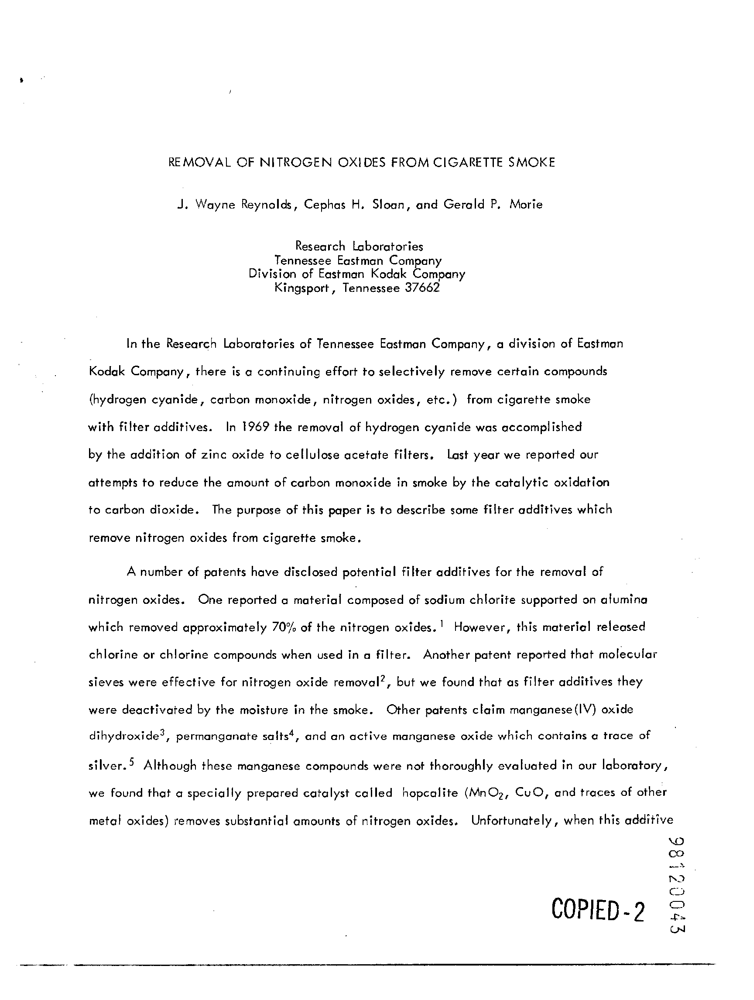 REMOVAL OF NITROGEN OXIDES FROM CIGARETTE SMOKE
J. Wayne Reynolds, Cephas H. Sloan, and Gerald P. Morie
Research Laboratories
Tennessee Eastman Company
Division of Eastman Kodak Company
Kingsport, Tennessee 37662
In the Research Laboratories of Tennessee Eastman Company, a division of Eastman
Kodak Company, there is a continuing effort to selectively remove certain compounds
(hydrogen cyanide, carbon monoxide, nitrogen oxides, etc.) from cigarette smoke
with filter additives. In 1969 the removal of hydrogen cyanide was accomplished
by the addition of zinc oxide to cellulose acetate filters. Last year we reported our
attempts to reduce the amount of carbon monoxide in smoke by the catalytic oxidation
to carbon dioxide. The purpose of this paper is to describe some filter additives which
remove nitrogen oxides from cigarette smoke.
A number of patents have disclosed potential filter additives for the removal of
nitrogen oxides. One reported a material composed of sodium chlorite supported on alumina
which removed approximately 70% of the nitrogen oxides.¹ However, this material released
chlorine or chlorine compounds when used in a filter. Another patent reported that molecular
sieves were effective for nitrogen oxide removal², but we found that as filter additives they
were deactivated by the moisture in the smoke. Other patents claim manganese(IV) oxide
dihydroxide³, permanganate salts⁴, and an active manganese oxide which contains a trace of
silver.⁵ Although these manganese compounds were not thoroughly evaluated in our laboratory,
we found that a specially prepared catalyst called hopcalite (MnO₂, CuO, and traces of other
metal oxides) removes substantial amounts of nitrogen oxides. Unfortunately, when this additive
COPIED-2
98120043